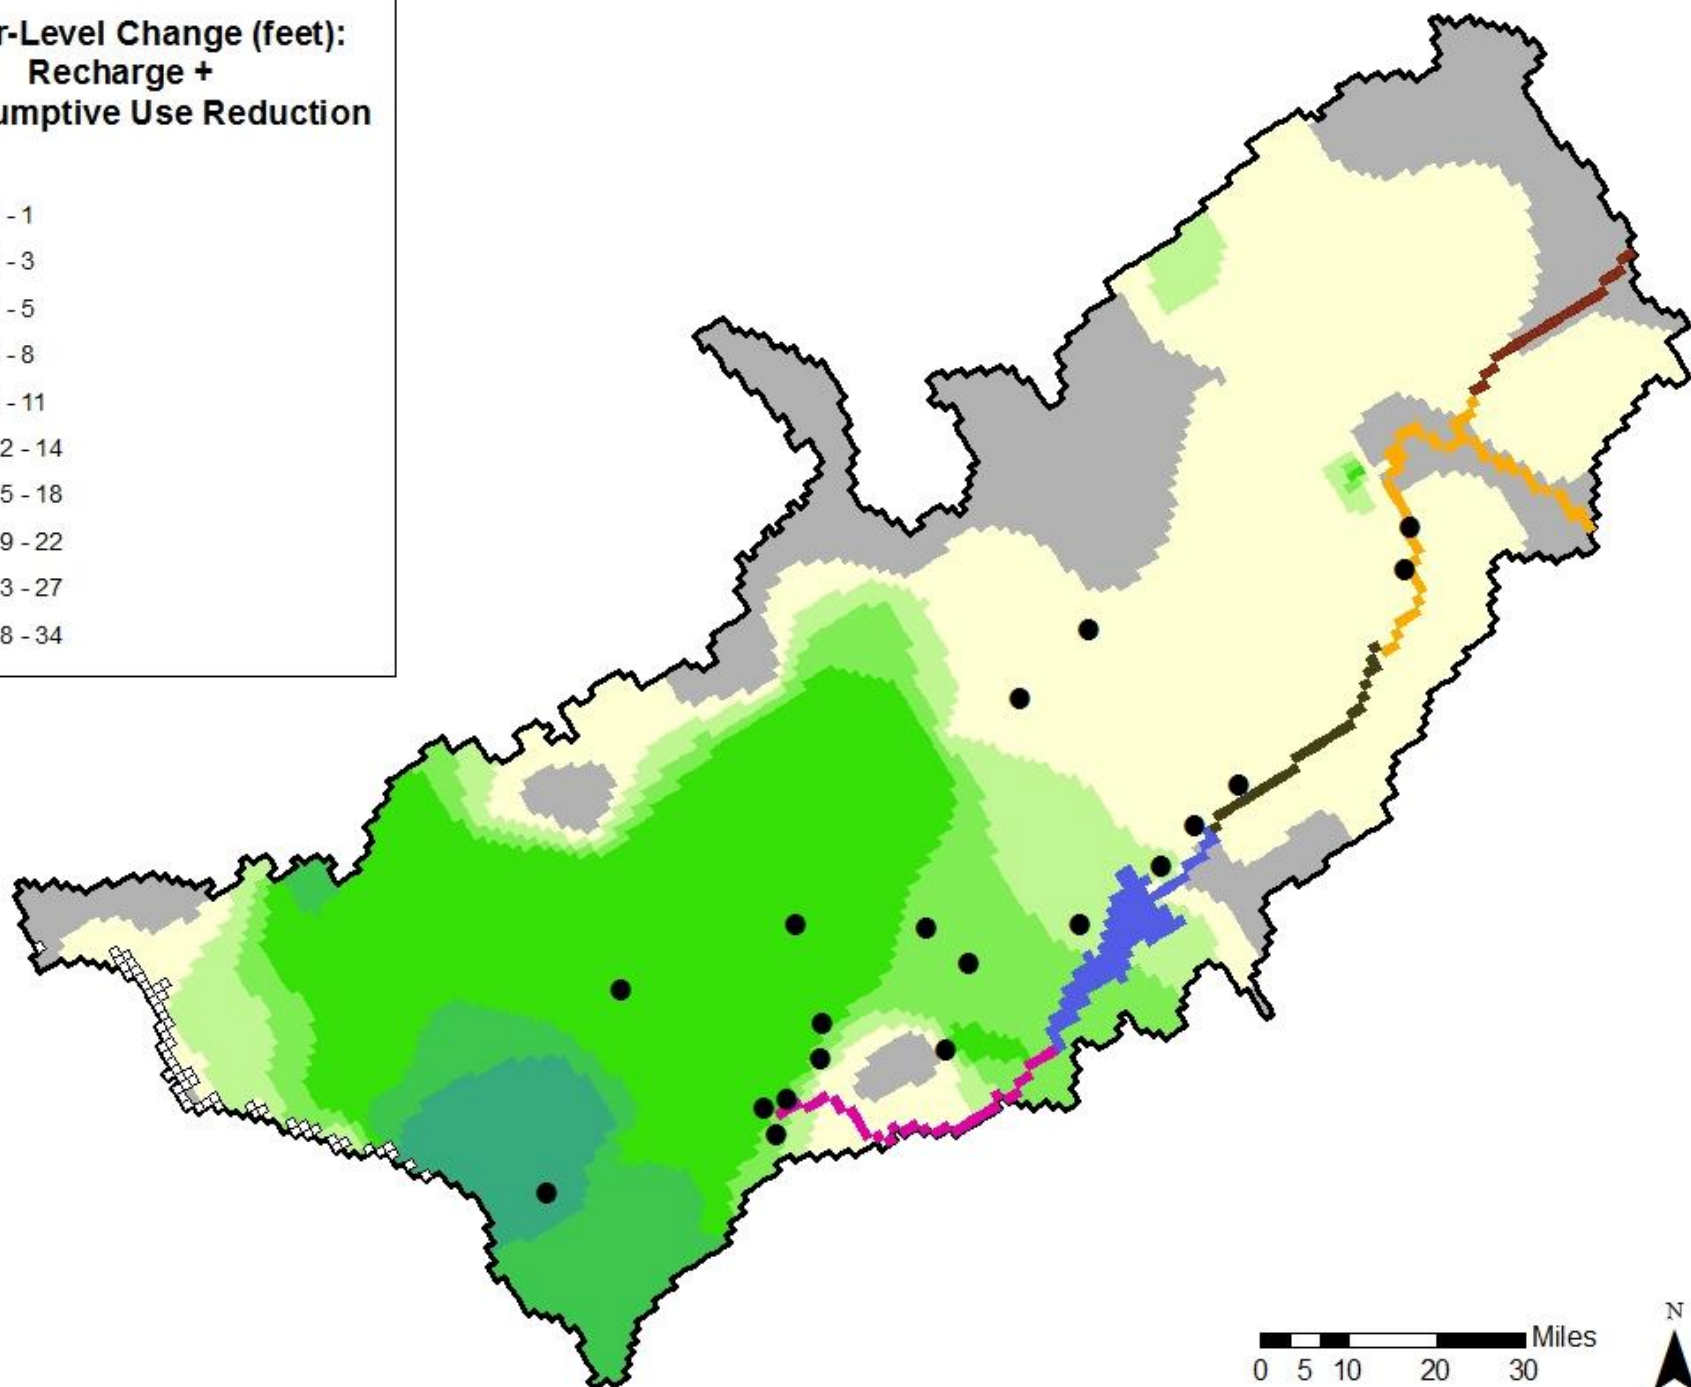 r-Level Change (feet):
Recharge +
umptive Use Reduction
- 1
- 3
- 5
- 8
- 11
2 - 14
5 - 18
9 - 22
3 - 27
8 - 34
Miles
0 5 10 20 30
N